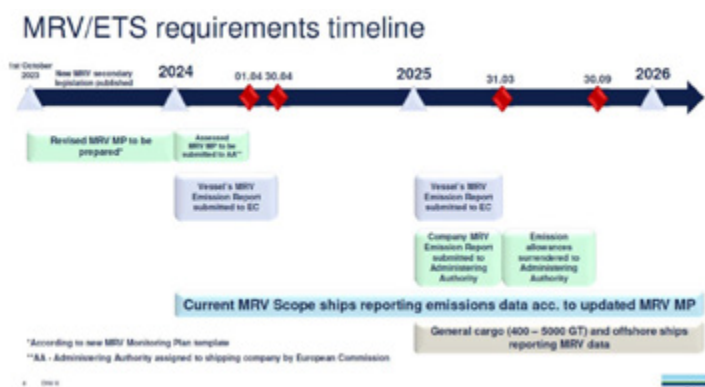 MRV/ETS requirements timeline
1st October
2023
New MRV secondary
legislation published
2024
01.04
30.04
2025
31.03
30.09
2026
Revised MRV MP to be
prepared*
Assessed
MRV MP to be
submitted to AA**
Vessel's MRV
Emission Report
submitted to EC
Vessel's MRV
Emission Report
submitted to EC
Company MRV
Emission Report
submitted to
Administering
Authority
Emission
allowances
surrendered to
Administering
Authority
Current MRV Scope ships reporting emissions data acc. to updated MRV MP
General cargo (400 – 5000 GT) and offshore ships
reporting MRV data
*According to new MRV Monitoring Plan template
**AA - Administering Authority assigned to shipping company by European Commission